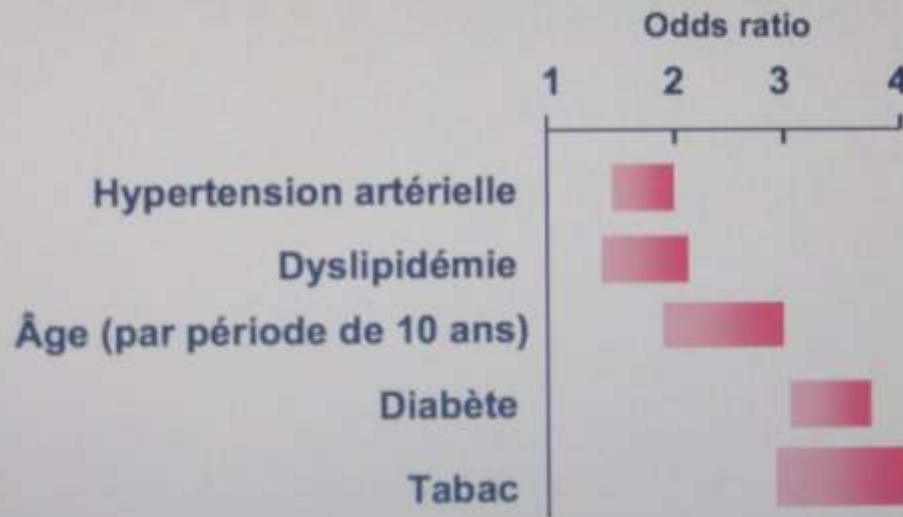 Odds ratio
1 2 3 4
Hypertension artérielle
Dyslipidémie
Âge (par période de 10 ans)
Diabète
Tabac